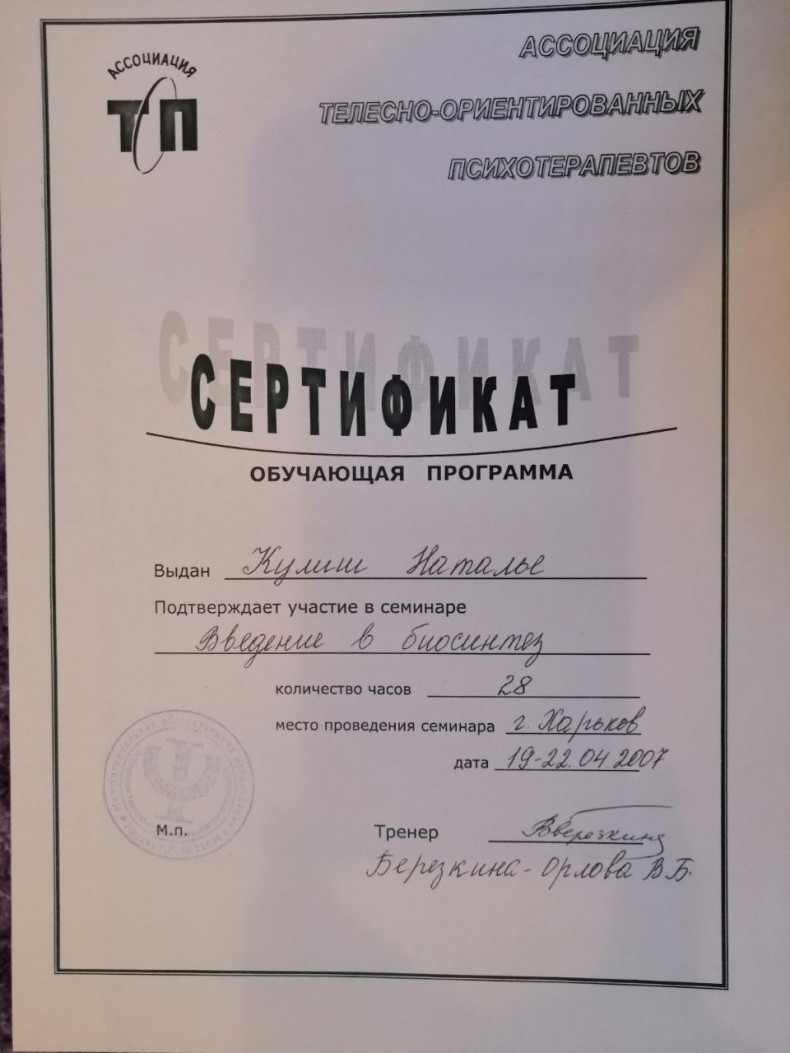 АССОЦИАЦИЯ
ТП
АССОЦИАЦИЯ
ТЕЛЕСНО-ОРИЕНТИРОВАННЫХ
ПСИХОТЕРАПЕВТОВ
СЕРТИФИКАТ
ОБУЧАЮЩАЯ ПРОГРАММА
Выдан Кулиш Наталье
Подтверждает участие в семинаре
Введение в биосинтез
количество часов 28
место проведения семинара г. Харьков
дата 19-22.04.2007
М.п.
Тренер
Березкина-Орлова В.Б.